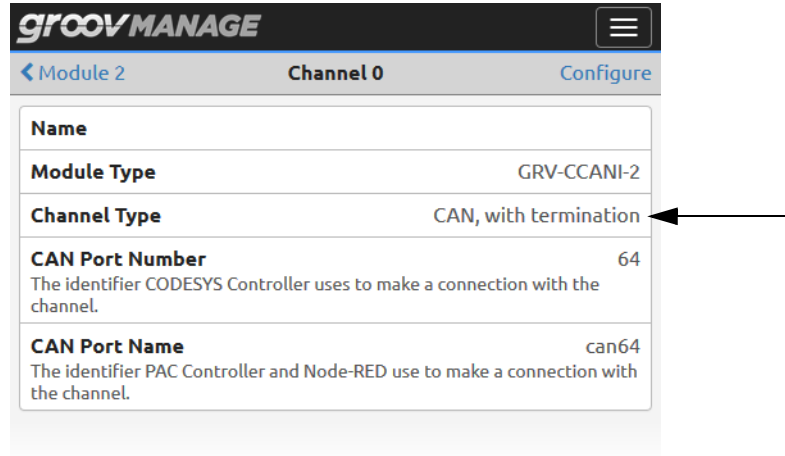 groov MANAGE
Module 2 Channel 0 Configure
Name
Module Type GRV-CCANI-2
Channel Type CAN, with termination
CAN Port Number 64
The identifier CODESYS Controller uses to make a connection with the
channel.
CAN Port Name can64
The identifier PAC Controller and Node-RED use to make a connection with
the channel.